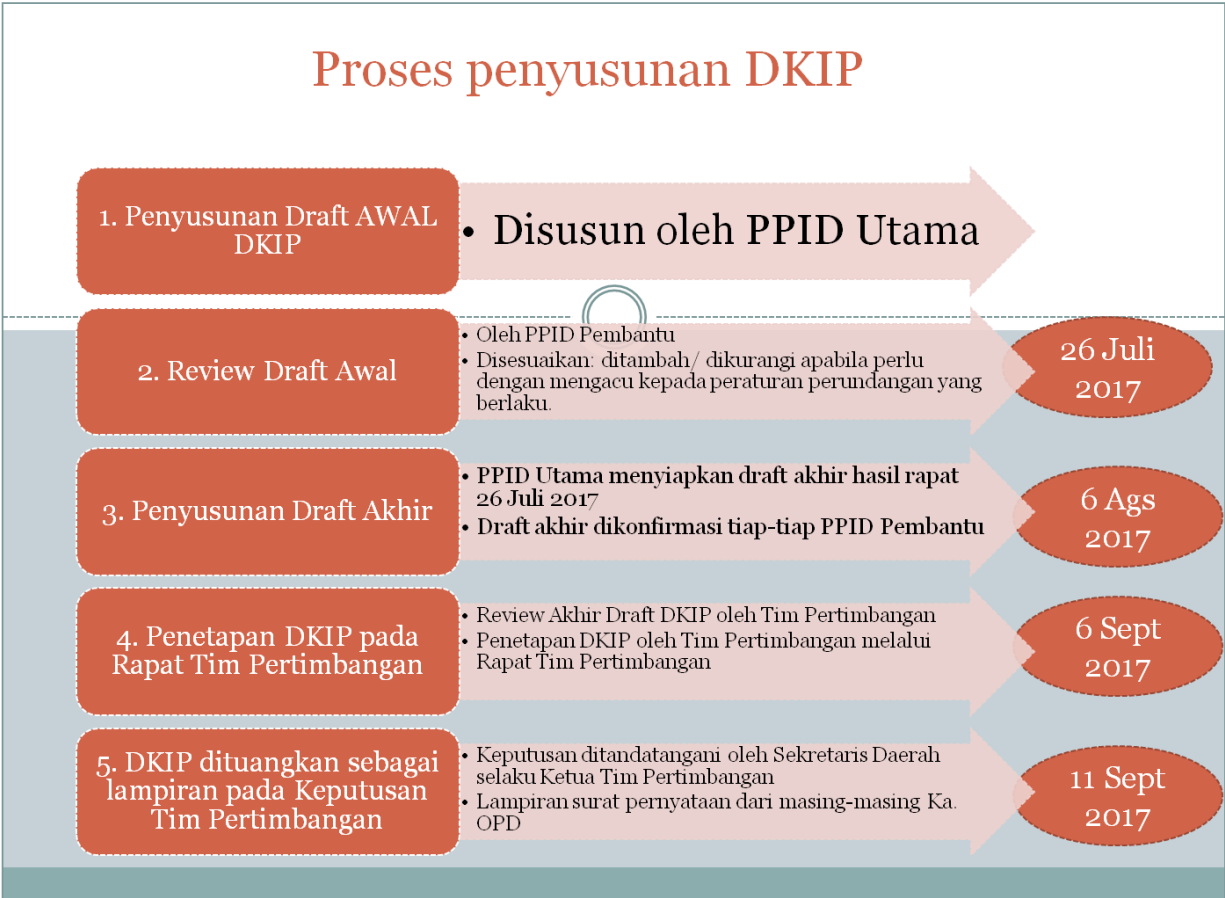 Proses penyusunan DKIP
1. Penyusunan Draft AWAL
DKIP
• Disusun oleh PPID Utama
2. Review Draft Awal
• Oleh PPID Pembantu
• Disesuaikan: ditambah/ dikurangi apabila perlu
dengan mengacu kepada peraturan perundangan yang
berlaku.
26 Juli
2017
3. Penyusunan Draft Akhir
• PPID Utama menyiapkan draft akhir hasil rapat
26 Juli 2017
• Draft akhir dikonfirmasi tiap-tiap PPID Pembantu
6 Ags
2017
4. Penetapan DKIP pada
Rapat Tim Pertimbangan
• Review Akhir Draft DKIP oleh Tim Pertimbangan
• Penetapan DKIP oleh Tim Pertimbangan melalui
Rapat Tim Pertimbangan
6 Sept
2017
5. DKIP dituangkan sebagai
lampiran pada Keputusan
Tim Pertimbangan
• Keputusan ditandatangani oleh Sekretaris Daerah
selaku Ketua Tim Pertimbangan
• Lampiran surat pernyataan dari masing-masing Ka.
OPD
11 Sept
2017